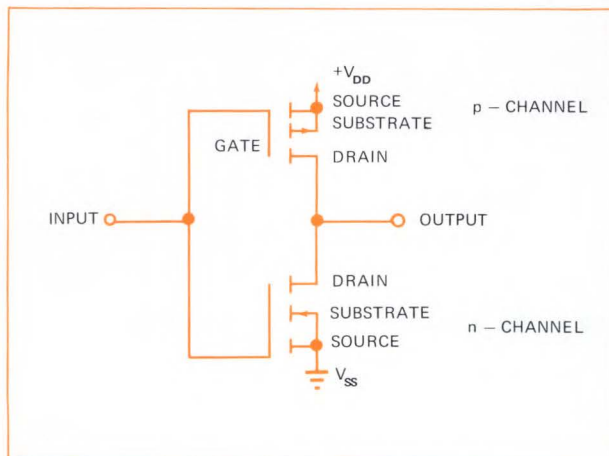 +VDD
SOURCE
p – CHANNEL
SUBSTRATE
GATE
DRAIN
INPUT
OUTPUT
DRAIN
SUBSTRATE
n – CHANNEL
SOURCE
VSS